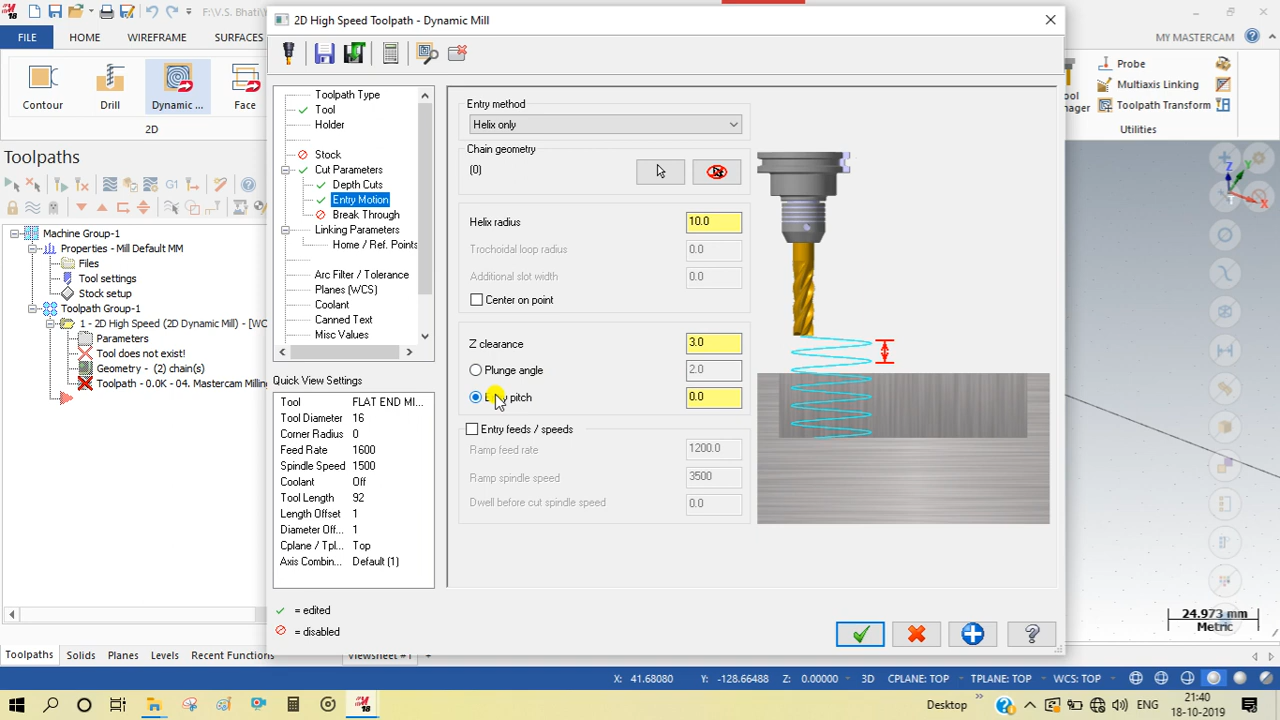 2D High Speed Toolpath - Dynamic Mill
F:\V.S. Bhati\
FILE
HOME
WIREFRAME
SURFACES
MY MASTERCAM
Contour
Drill
Dynamic ...
Face
2D
Probe
Multiaxis Linking
Toolpath Transform
Utilities
Toolpaths
G1
Machine Group-1
Properties - Mill Default MM
Files
Tool settings
Stock setup
Toolpath Group-1
1 - 2D High Speed (2D Dynamic Mill) - [WC
Parameters
Tool does not exist!
Geometry - (2) chain(s)
Toolpath - 0.0K - 04. Mastercam Milling
Toolpath Type
Tool
Holder
Stock
Cut Parameters
Depth Cuts
Entry Motion
Break Through
Linking Parameters
Home / Ref. Points
Arc Filter / Tolerance
Planes (WCS)
Coolant
Canned Text
Misc Values
Quick View Settings
Tool FLAT END MI...
Tool Diameter 16
Corner Radius 0
Feed Rate 1600
Spindle Speed 1500
Coolant Off
Tool Length 92
Length Offset 1
Diameter Off... 1
Cplane / Tpl... Top
Axis Combin... Default (1)
= edited
= disabled
Entry method
Helix only
Chain geometry
(0)
Helix radius 10.0
Trochoidal loop radius 0.0
Additional slot width 0.0
Center on point
Z clearance 3.0
Plunge angle 2.0
pitch 0.0
Entry feeds / speeds
Ramp feed rate 1200.0
Ramp spindle speed 3500
Dwell before cut spindle speed 0.0
24.973 mm
Metric
Toolpaths
Solids
Planes
Levels
Recent Functions
Viewsheet #1
X: 41.68080
Y: -128.66488
Z: 0.00000
3D
CPLANE: TOP
TPLANE: TOP
WCS: TOP
Desktop
ENG
21:40
18-10-2019